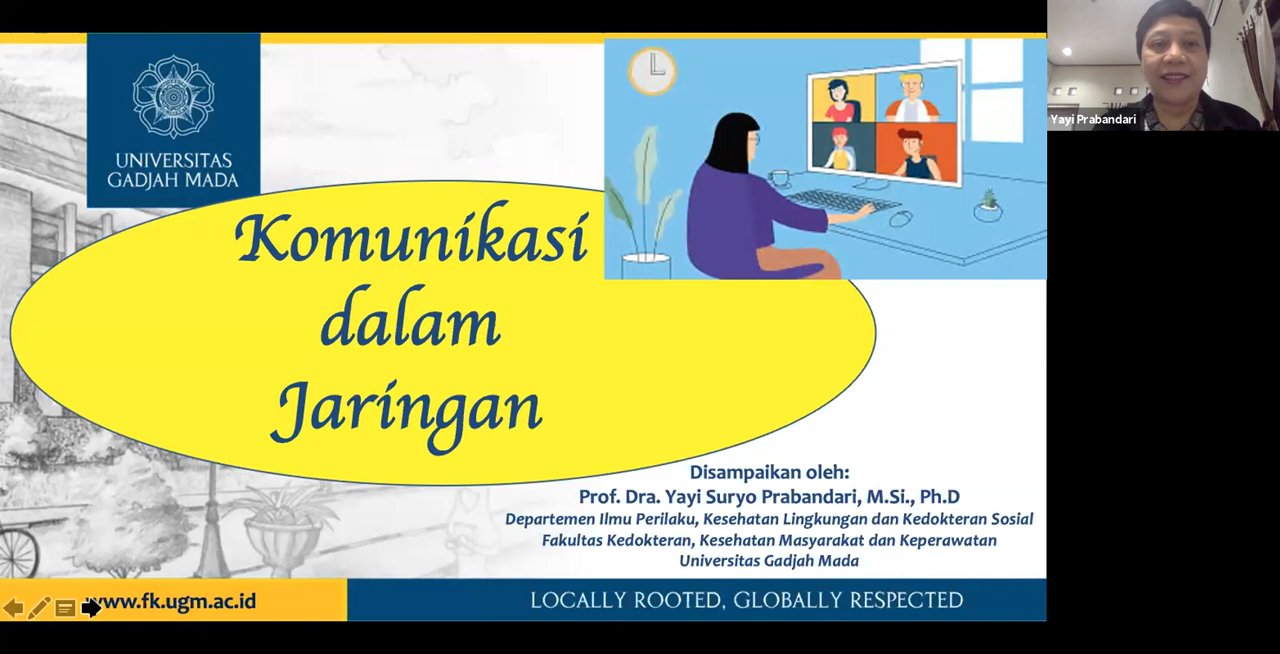 UNIVERSITAS
GADJAH MADA
Yayi Prabandari
Komunikasi
dalam
Jaringan
Disampaikan oleh:
Prof. Dra. Yayi Suryo Prabandari, M.Si., Ph.D
Departemen Ilmu Perilaku, Kesehatan Lingkungan dan Kedokteran Sosial
Fakultas Kedokteran, Kesehatan Masyarakat dan Keperawatan
Universitas Gadjah Mada
www.fk.ugm.ac.id
LOCALLY ROOTED, GLOBALLY RESPECTED